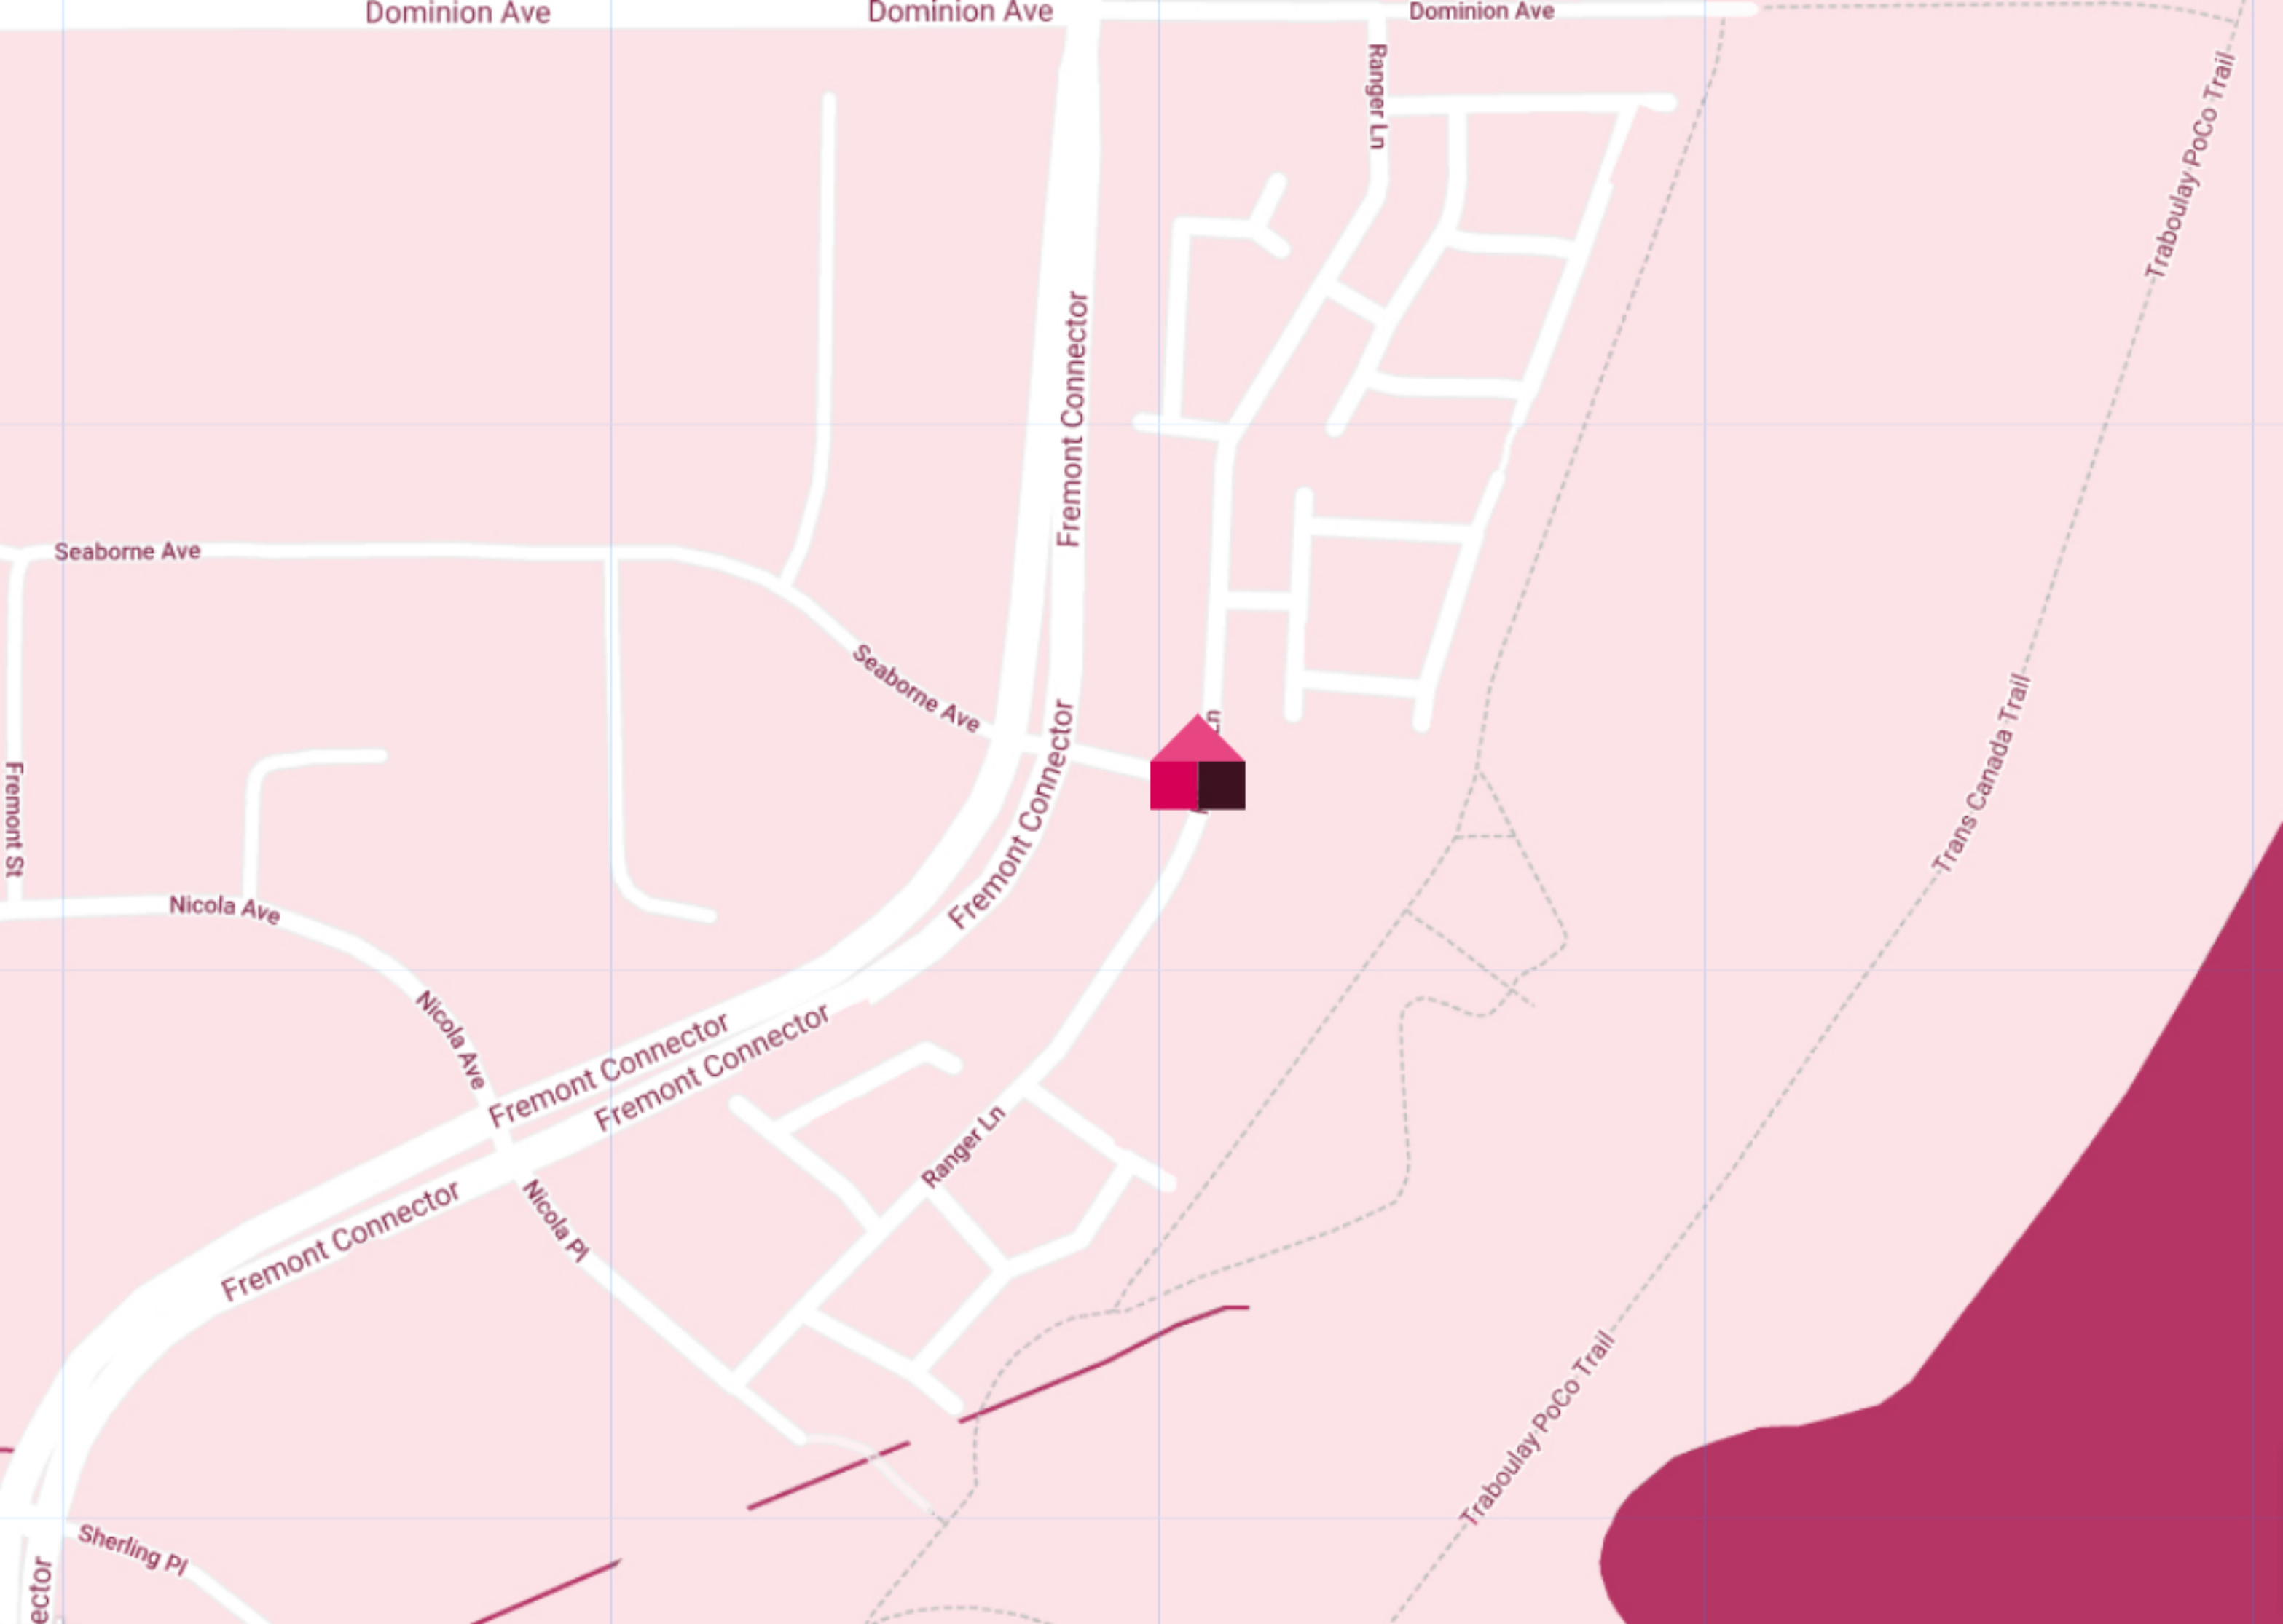 Dominion Ave
Dominion Ave
Dominion Ave
Ranger Ln
Traboulay PoCo Trail
Fremont Connector
Seaborne Ave
Seaborne Ave
Fremont Connector
Ln
Trans Canada Trail
Fremont St
Nicola Ave
Nicola Ave
Fremont Connector
Fremont Connector
Ranger Ln
Nicola Pl
Fremont Connector
Traboulay PoCo Trail
Sherling Pl
ector